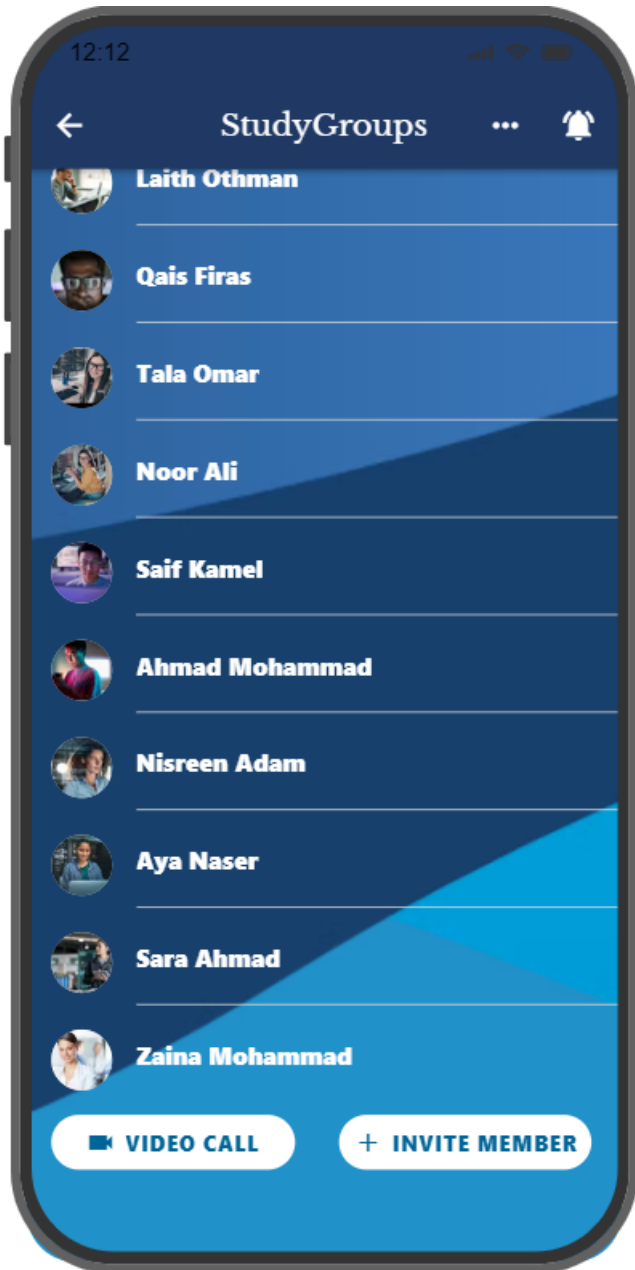 12:12
StudyGroups
Laith Othman
Qais Firas
Tala Omar
Noor Ali
Saif Kamel
Ahmad Mohammad
Nisreen Adam
Aya Naser
Sara Ahmad
Zaina Mohammad
VIDEO CALL
+ INVITE MEMBER